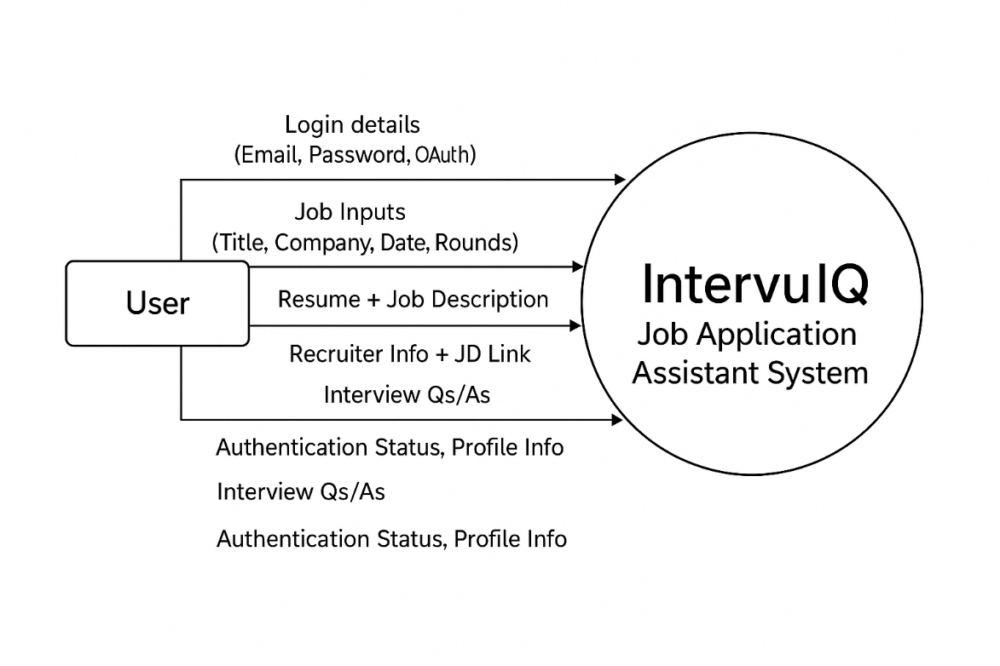 Login details
(Email, Password, OAuth)
Job Inputs
(Title, Company, Date, Rounds)
User
Resume + Job Description
IntervuIQ
Job Application
Assistant System
Recruiter Info + JD Link
Interview Qs/As
Authentication Status, Profile Info
Interview Qs/As
Authentication Status, Profile Info